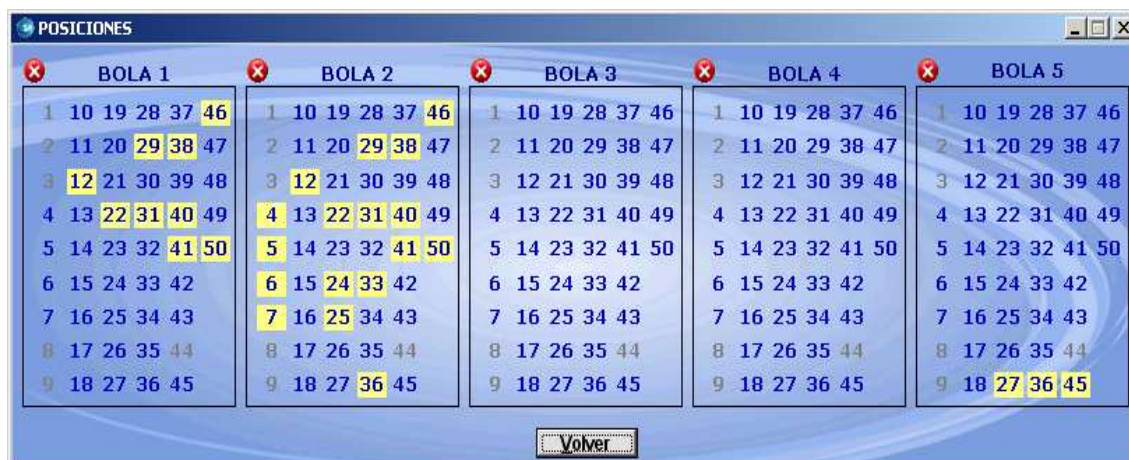 POSICIONES
BOLA 1 BOLA 2 BOLA 3 BOLA 4 BOLA 5
1 10 19 28 37 46 1 10 19 28 37 46 1 10 19 28 37 46 1 10 19 28 37 46 1 10 19 28 37 46
2 11 20 29 38 47 2 11 20 29 38 47 2 11 20 29 38 47 2 11 20 29 38 47 2 11 20 29 38 47
3 12 21 30 39 48 3 12 21 30 39 48 3 12 21 30 39 48 3 12 21 30 39 48 3 12 21 30 39 48
4 13 22 31 40 49 4 13 22 31 40 49 4 13 22 31 40 49 4 13 22 31 40 49 4 13 22 31 40 49
5 14 23 32 41 50 5 14 23 32 41 50 5 14 23 32 41 50 5 14 23 32 41 50 5 14 23 32 41 50
6 15 24 33 42 6 15 24 33 42 6 15 24 33 42 6 15 24 33 42 6 15 24 33 42
7 16 25 34 43 7 16 25 34 43 7 16 25 34 43 7 16 25 34 43 7 16 25 34 43
8 17 26 35 44 8 17 26 35 44 8 17 26 35 44 8 17 26 35 44 8 17 26 35 44
9 18 27 36 45 9 18 27 36 45 9 18 27 36 45 9 18 27 36 45 9 18 27 36 45
Volver